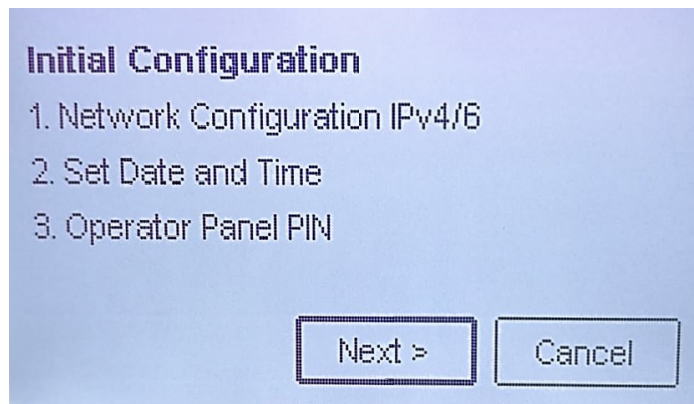 Initial Configuration
1. Network Configuration IPv4/6
2. Set Date and Time
3. Operator Panel PIN
Next >
Cancel